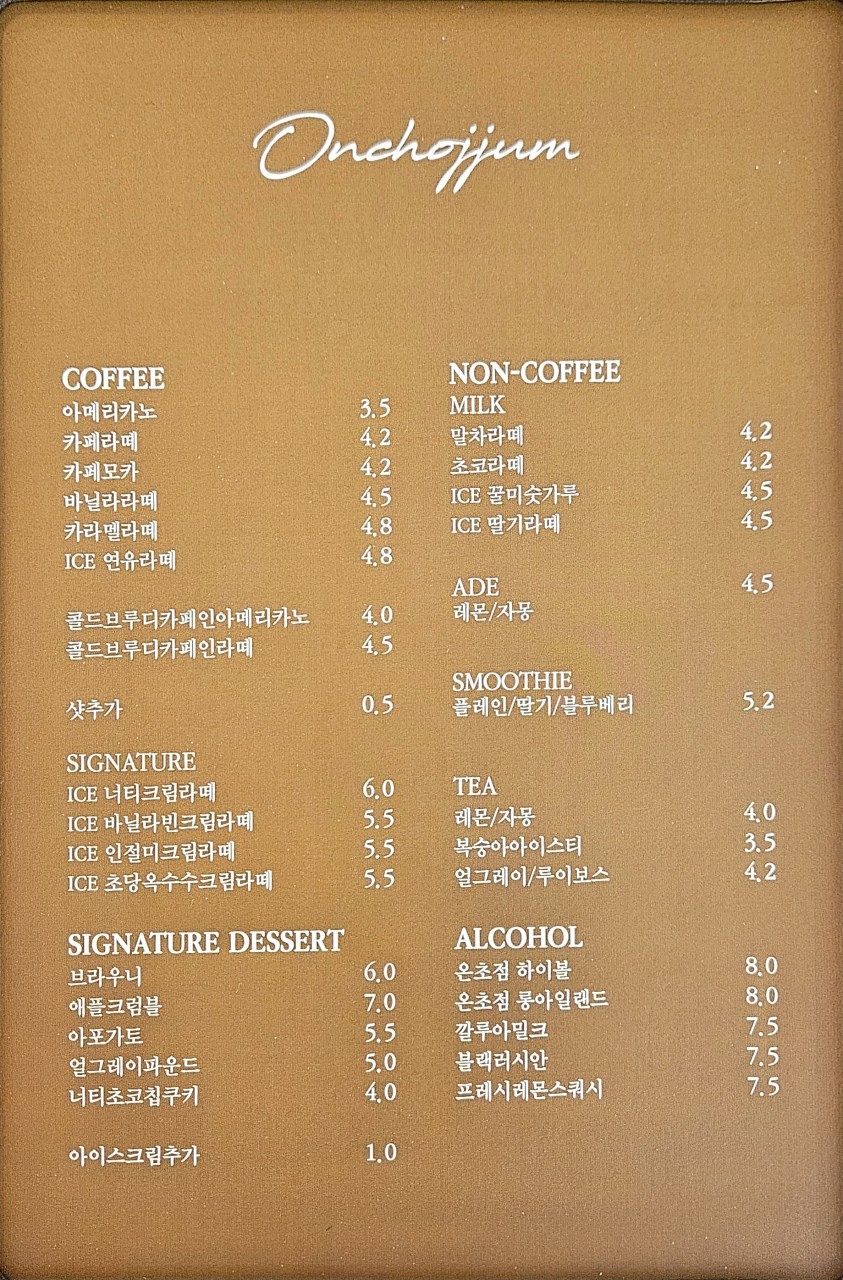 Onchojjum
COFFEE
아메리카노 3.5
카페라떼 4.2
카페모카 4.2
바닐라라떼 4.5
카라멜라떼 4.8
ICE 연유라떼 4.8
콜드브루디카페인아메리카노 4.0
콜드브루디카페인라떼 4.5
샷추가 0.5
SIGNATURE
ICE 너티크림라떼 6.0
ICE 바닐라빈크림라떼 5.5
ICE 인절미크림라떼 5.5
ICE 초당옥수수크림라떼 5.5
SIGNATURE DESSERT
브라우니 6.0
애플크럼블 7.0
아포가토 5.5
얼그레이파운드 5.0
너티초코칩쿠키 4.0
아이스크림추가 1.0
NON-COFFEE
MILK
말차라떼 4.2
초코라떼 4.2
ICE 꿀미숫가루 4.5
ICE 딸기라떼 4.5
ADE 4.5
레몬/자몽
SMOOTHIE
플레인/딸기/블루베리 5.2
TEA
레몬/자몽 4.0
복숭아아이스티 3.5
얼그레이/루이보스 4.2
ALCOHOL
온초점 하이볼 8.0
온초점 롱아일랜드 8.0
깔루아밀크 7.5
블랙러시안 7.5
프레시레몬스쿼시 7.5